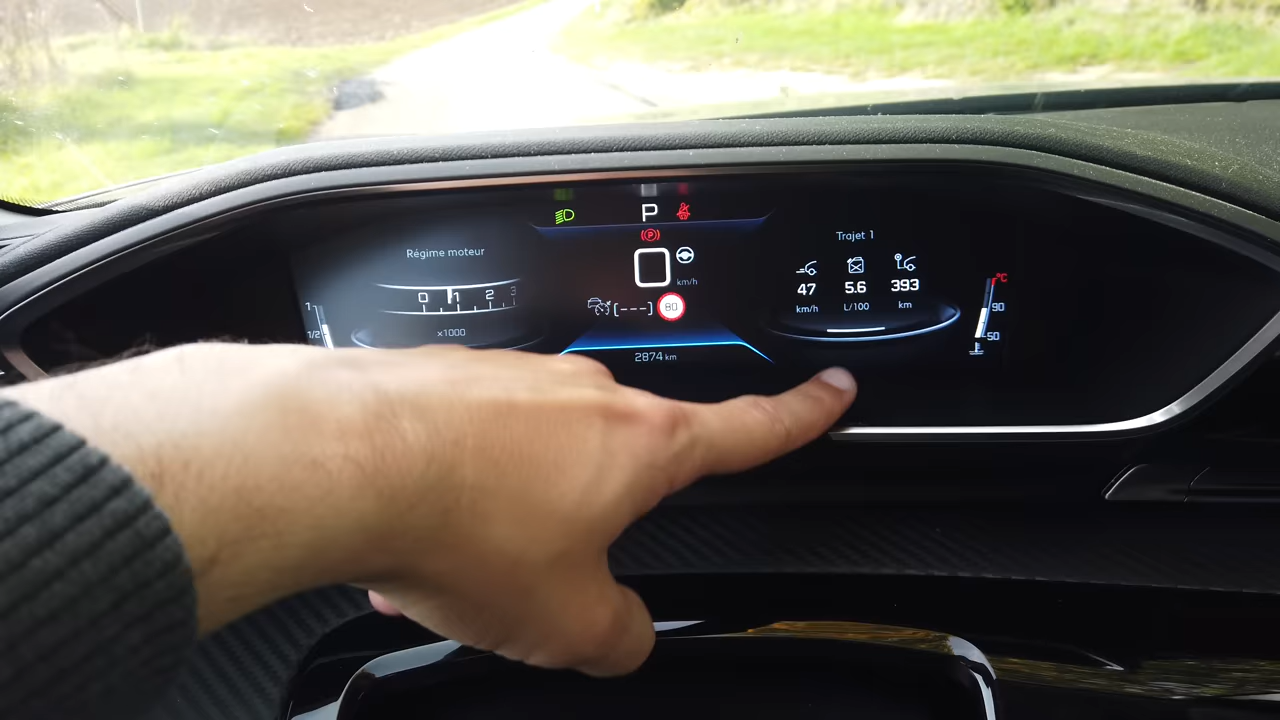 P
Trajet 1
Régime moteur
(P)
km/h
47
5.6
393
km/h
L/100
km
0 1 2 3
1
1/2
x1000
[---]
80
°C
90
50
2874 km